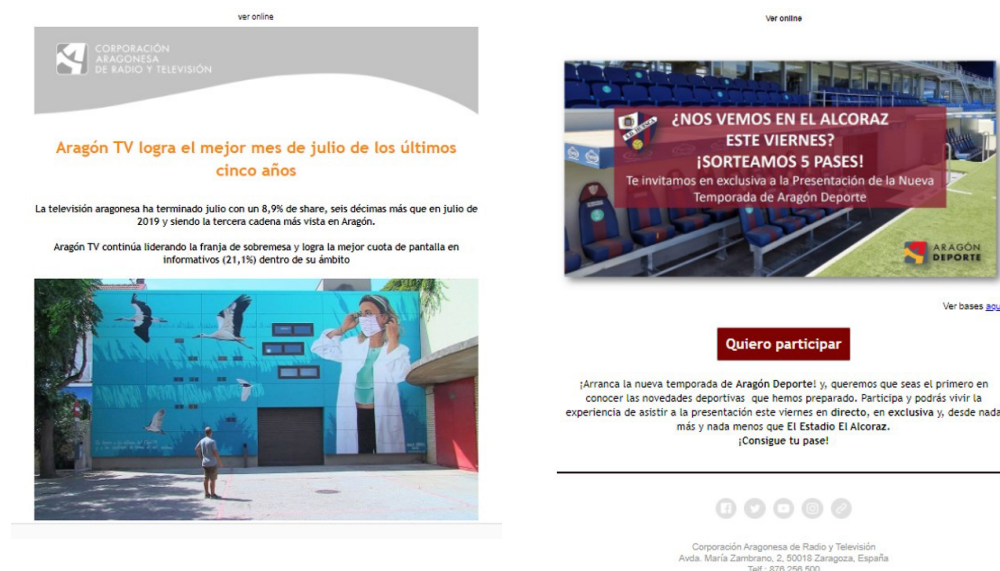 ver online
CORPORACIÓN
ARAGONESA
DE RADIO Y TELEVISIÓN
Aragón TV logra el mejor mes de julio de los últimos
cinco años
La televisión aragonesa ha terminado julio con un 8,9% de share, seis décimas más que en julio de
2019 y siendo la tercera cadena más vista en Aragón.
Aragón TV continúa liderando la franja de sobremesa y logra la mejor cuota de pantalla en
informativos (21,1%) dentro de su ámbito
Ver online
¿NOS VEMOS EN EL ALCORAZ
ESTE VIERNES?
¡SORTEAMOS 5 PASES!
Te invitamos en exclusiva a la Presentación de la Nueva
Temporada de Aragón Deporte
ARAGÓN
DEPORTE
Ver bases aqu
Quiero participar
¡Arranca la nueva temporada de Aragón Deporte! y, queremos que seas el primero en
conocer las novedades deportivas que hemos preparado. Participa y podrás vivir la
experiencia de asistir a la presentación este viernes en directo, en exclusiva y, desde nada
más y nada menos que El Estadio El Alcoraz.
¡Consigue tu pase!
Corporación Aragonesa de Radio y Televisión
Avda. María Zambrano, 2, 50018 Zaragoza, España
Telf.: 876 256 500